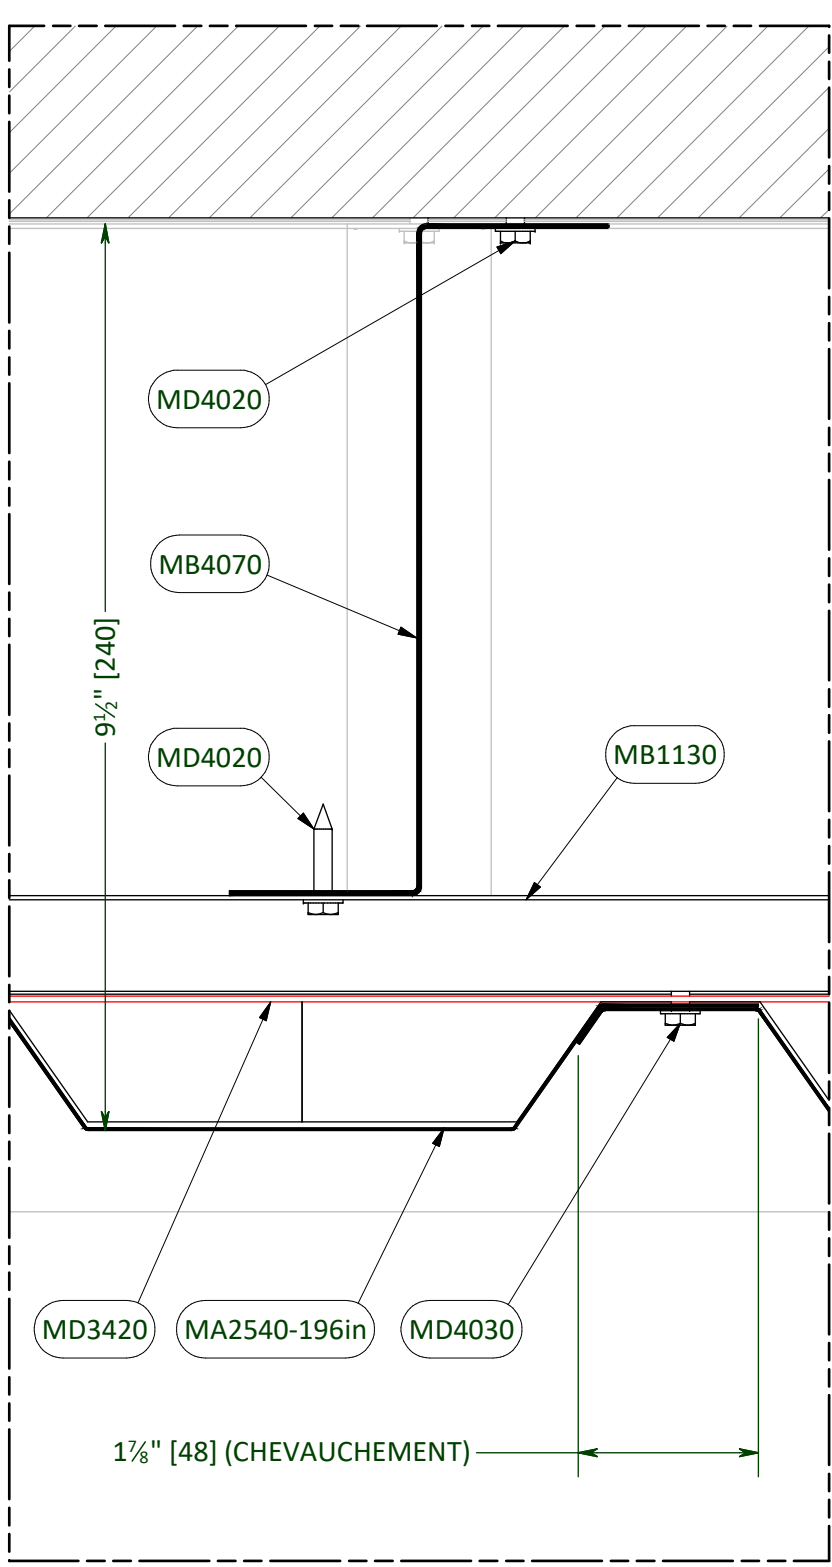 MD4020
MB4070
9½" [240]
MD4020
MB1130
MD3420
MA2540-196in
MD4030
1⅞" [48] (CHEVAUCHEMENT)